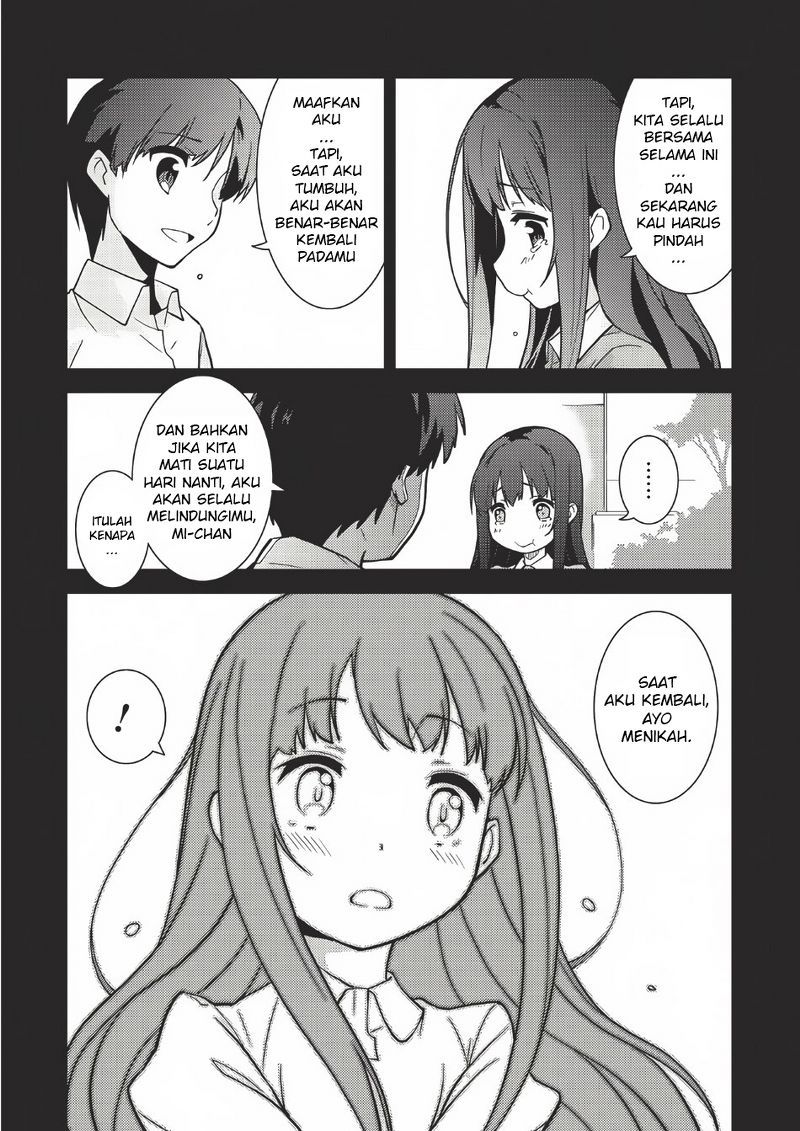 TAPI,
KITA SELALU
BERSAMA
SELAMA INI
...
DAN
SEKARANG
KAU HARUS
PINDAH
...
MAAFKAN
AKU
...
TAPI,
SAAT AKU
TUMBUH,
AKU AKAN
BENAR-BENAR
KEMBALI
PADAMU
......
DAN BAHKAN
JIKA KITA
MATI SUATU
HARI NANTI, AKU
AKAN SELALU
MELINDUNGIMU,
MI-CHAN
ITULAH
KENAPA
...
SAAT
AKU KEMBALI,
AYO
MENIKAH.
!